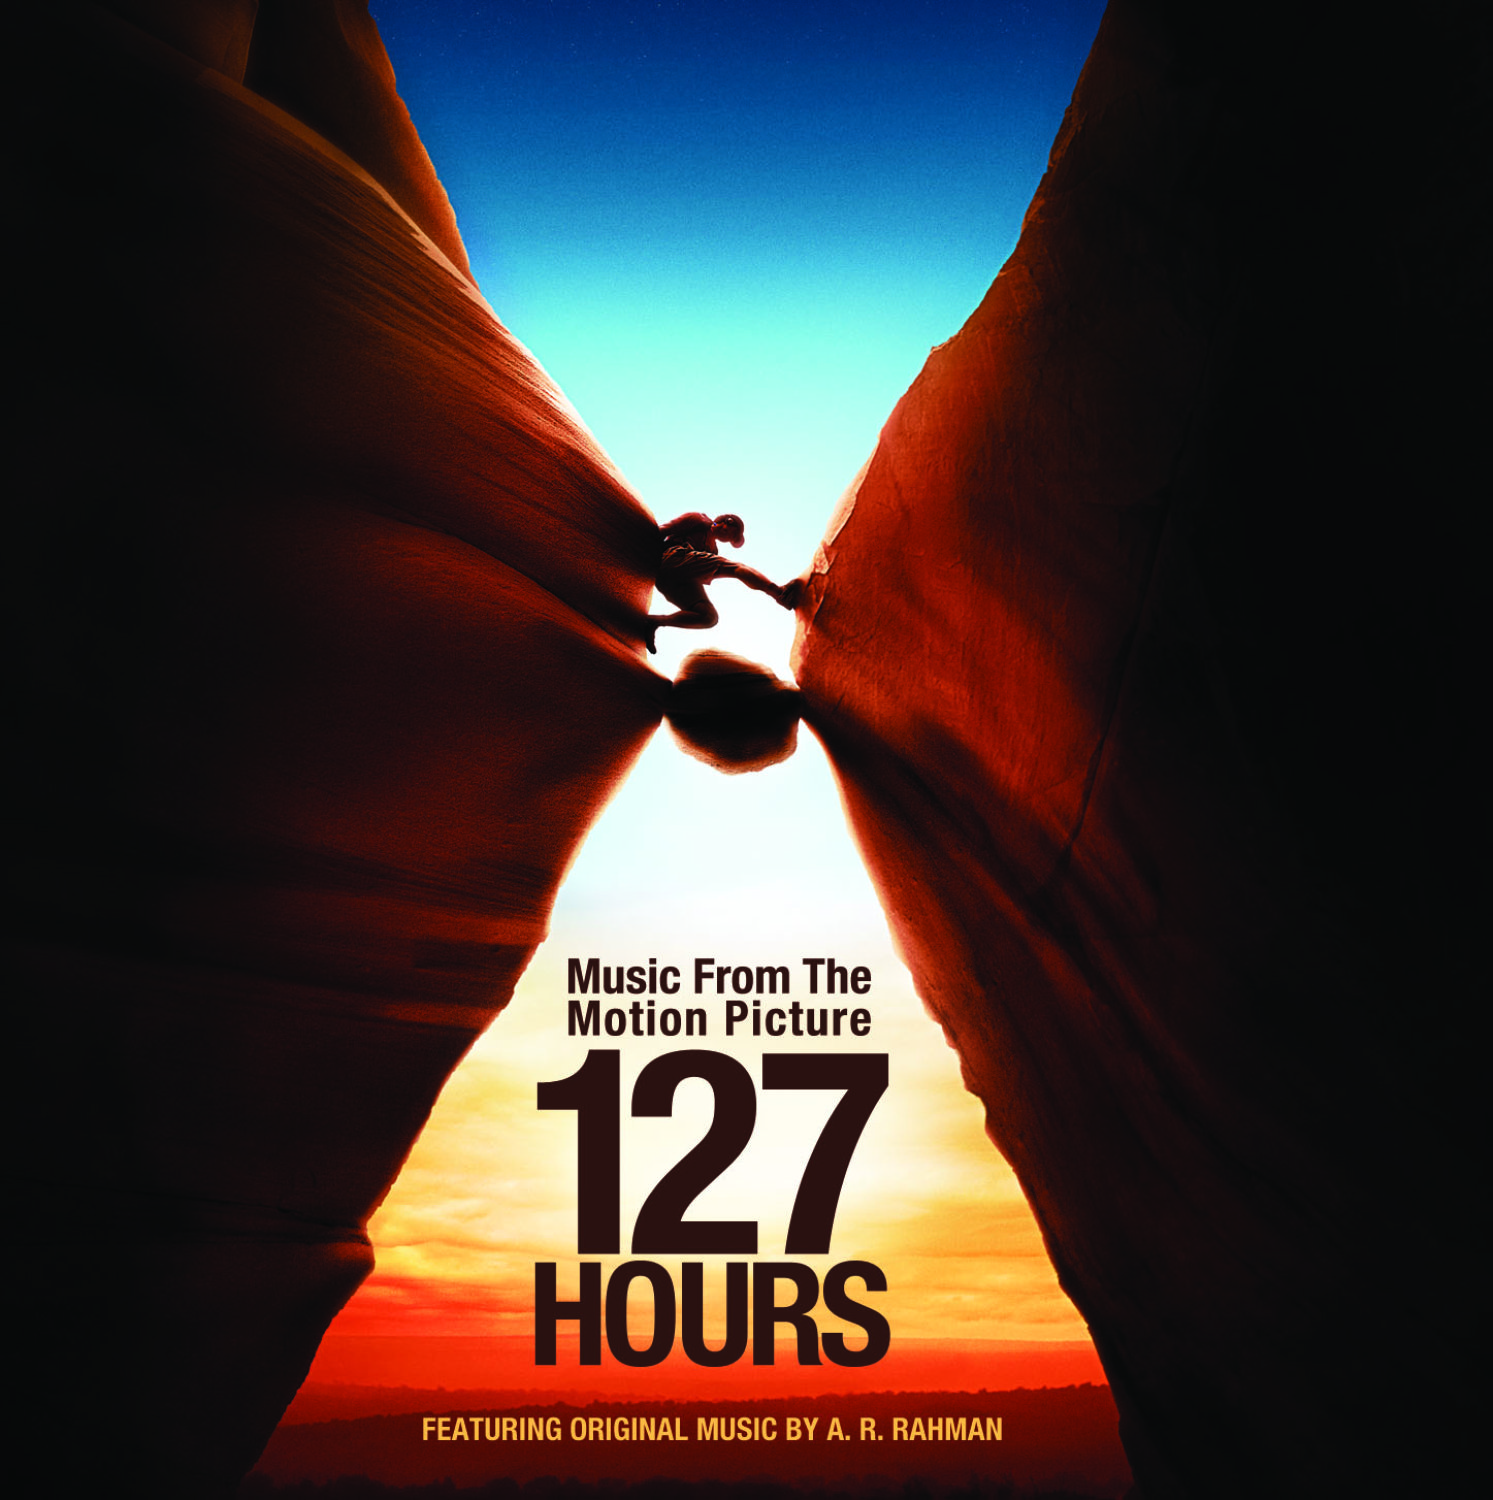 Music From The
Motion Picture
127
HOURS
FEATURING ORIGINAL MUSIC BY A. R. RAHMAN